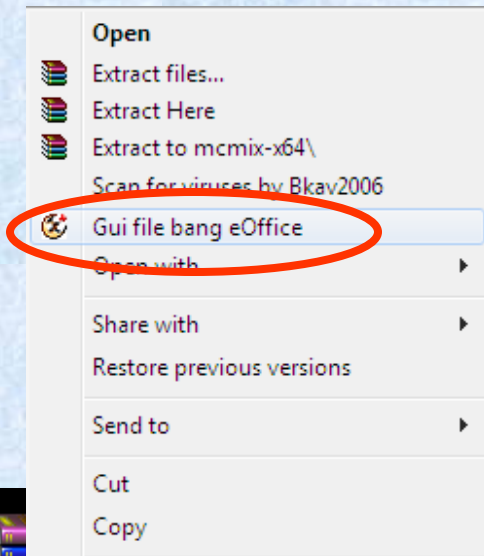 Open
Extract files...
Extract Here
Extract to mcmix-x64\
Scan for viruses by Bkav2006
Gui file bang eOffice
Open with
Share with
Restore previous versions
Send to
Cut
Copy